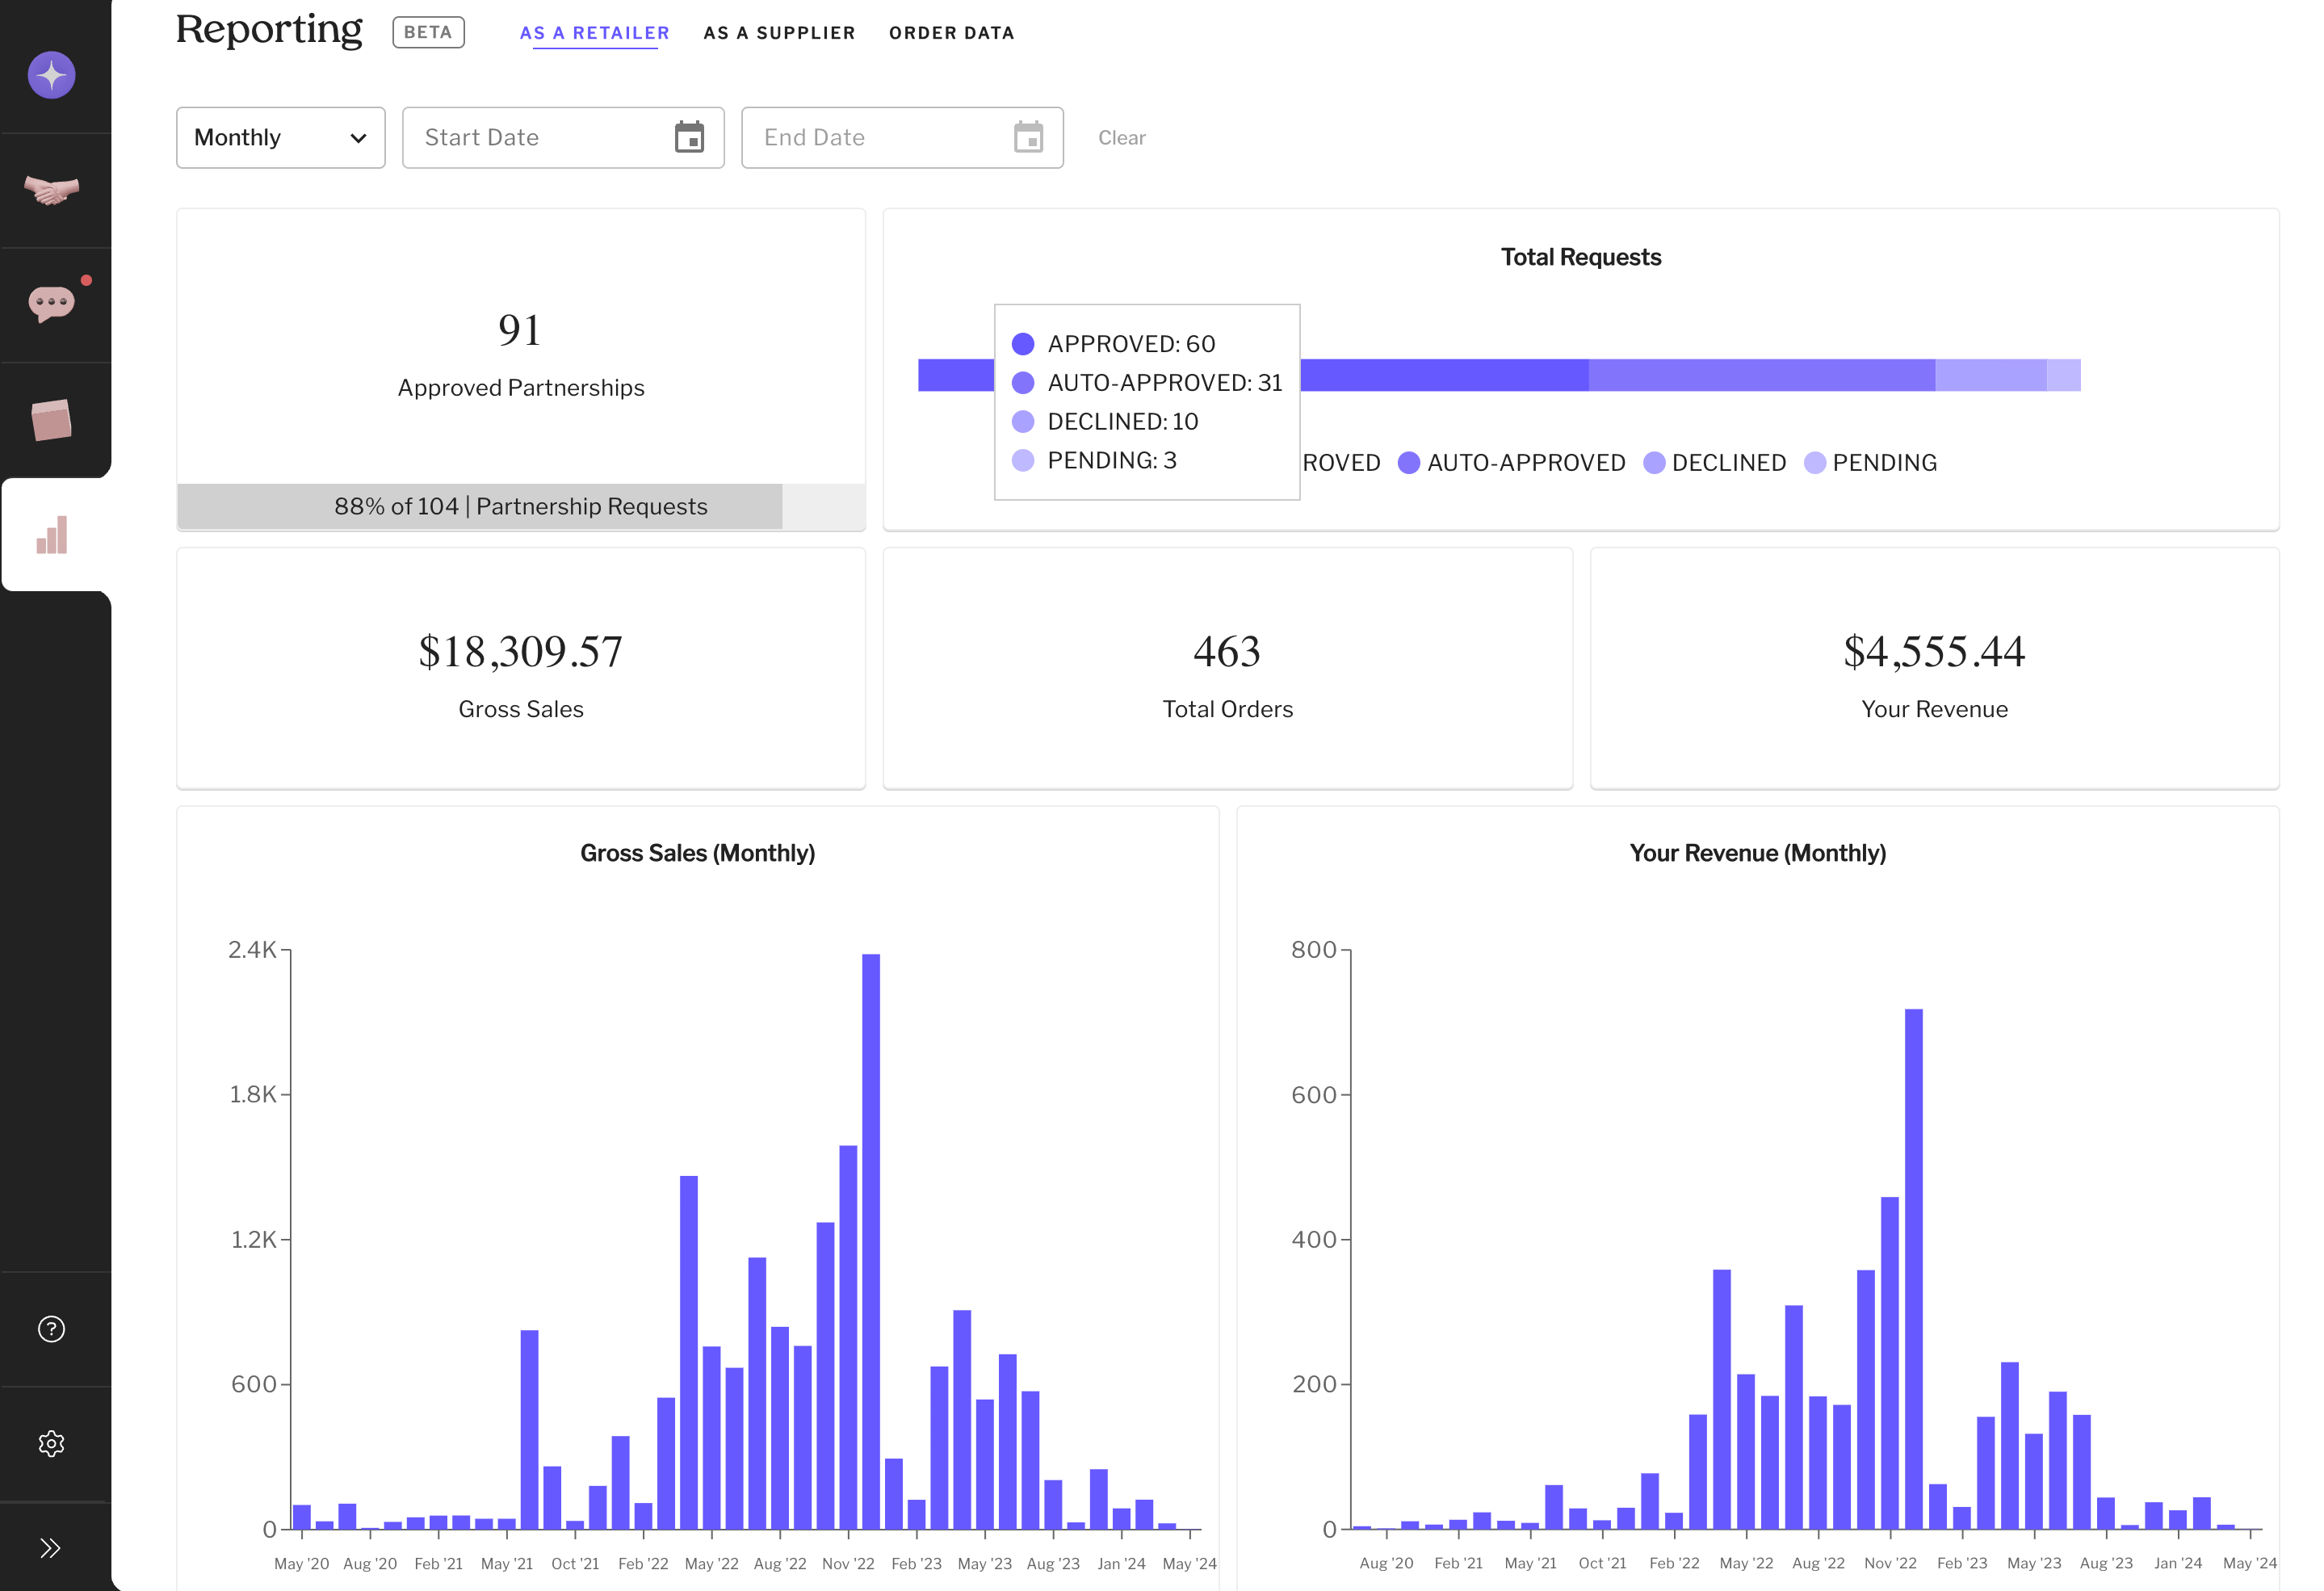 Reporting BETA AS A RETAILER AS A SUPPLIER ORDER DATA
Monthly Start Date End Date Clear
91
Approved Partnerships
88% of 104 | Partnership Requests
Total Requests
APPROVED: 60
AUTO-APPROVED: 31
DECLINED: 10
PENDING: 3
ROVED AUTO-APPROVED DECLINED PENDING
$18,309.57
Gross Sales
463
Total Orders
$4,555.44
Your Revenue
Gross Sales (Monthly)
2.4K
1.8K
1.2K
600
0
May '20 Aug '20 Feb '21 May '21 Oct '21 Feb '22 May '22 Aug '22 Nov '22 Feb '23 May '23 Aug '23 Jan '24 May '24
Your Revenue (Monthly)
800
600
400
200
0
Aug '20 Feb '21 May '21 Oct '21 Feb '22 May '22 Aug '22 Nov '22 Feb '23 May '23 Aug '23 Jan '24 May '24